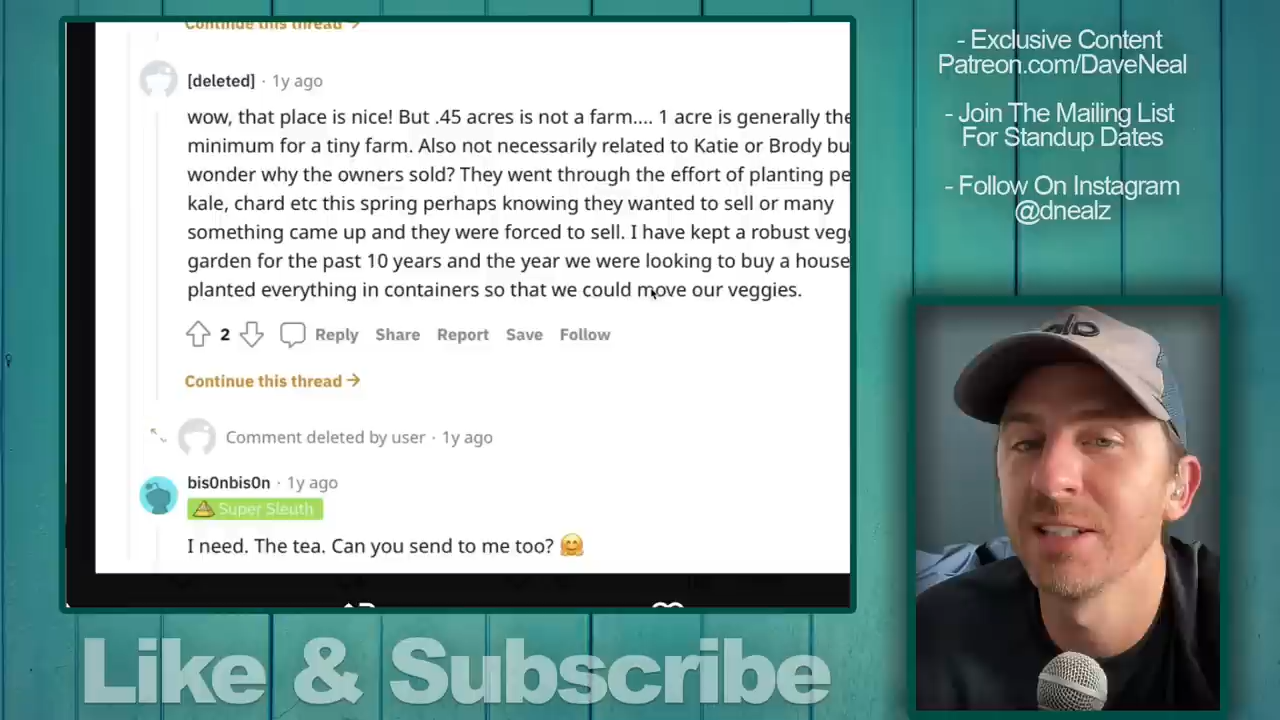 Continue this thread →
[deleted] · 1y ago
wow, that place is nice! But .45 acres is not a farm.... 1 acre is generally the
minimum for a tiny farm. Also not necessarily related to Katie or Brody bu
wonder why the owners sold? They went through the effort of planting pe
kale, chard etc this spring perhaps knowing they wanted to sell or many
something came up and they were forced to sell. I have kept a robust veg
garden for the past 10 years and the year we were looking to buy a house
planted everything in containers so that we could move our veggies.
2 Reply Share Report Save Follow
Continue this thread →
Comment deleted by user · 1y ago
bis0nbis0n · 1y ago
Super Sleuth
I need. The tea. Can you send to me too? 🤗
Like & Subscribe
- Exclusive Content
Patreon.com/DaveNeal
- Join The Mailing List
For Standup Dates
- Follow On Instagram
@dnealz